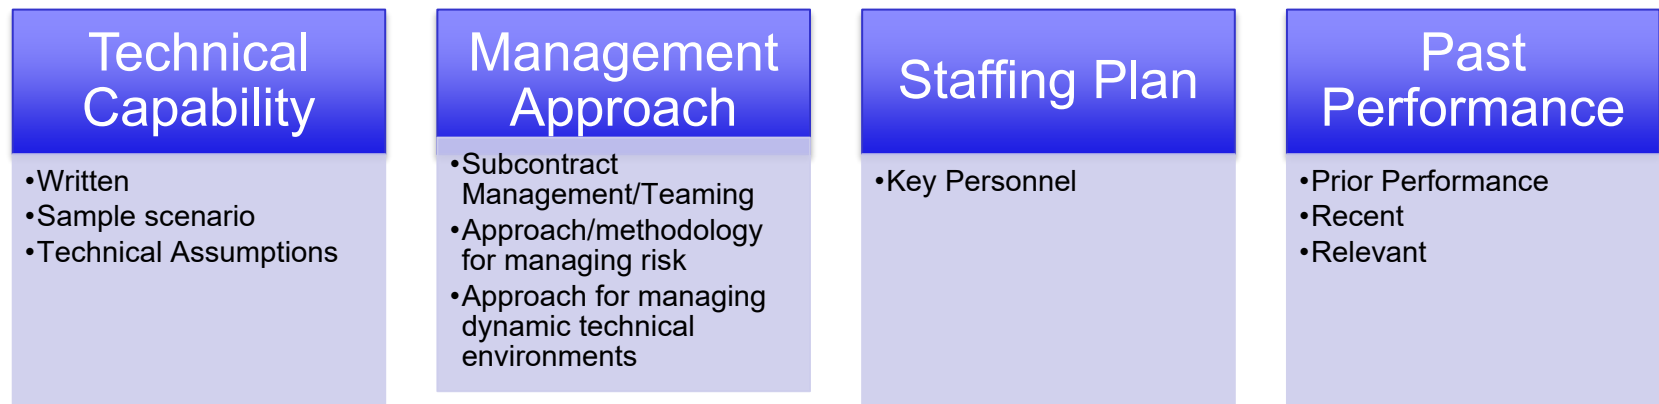 Technical
Capability
•Written
•Sample scenario
•Technical Assumptions
Management
Approach
•Subcontract
Management/Teaming
•Approach/methodology
for managing risk
•Approach for managing
dynamic technical
environments
Staffing Plan
•Key Personnel
Past
Performance
•Prior Performance
•Recent
•Relevant